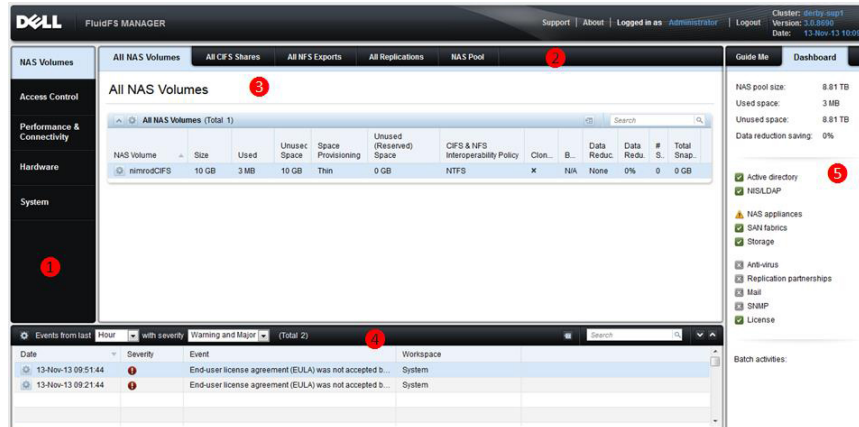 DELL FluidFS MANAGER
Support | About | Logged in as Administrator | Logout
Cluster: derby-sup1
Version: 3.0.8690
Date: 13-Nov-13 10:09
NAS Volumes
Access Control
Performance &
Connectivity
Hardware
System
1
All NAS Volumes All CIFS Shares All NFS Exports All Replications NAS Pool
2
All NAS Volumes
3
All NAS Volumes (Total 1)
Search
NAS Volume Size Used Unusec Space Space Provisioning Unused (Reserved) Space CIFS & NFS Interoperability Policy Clon... B... Data Reduc. Data Redu. # S.. Total Snap...
nimrodCIFS 10 GB 3 MB 10 GB Thin 0 GB NTFS N/A None 0% 0 0 GB
Events from last Hour with severity Warning and Major (Total 2)
4
Search
Date Severity Event Workspace
13-Nov-13 09:51:44 End-user license agreement (EULA) was not accepted b... System
13-Nov-13 09:21:44 End-user license agreement (EULA) was not accepted b... System
Guide Me Dashboard
NAS pool size: 8.81 TB
Used space: 3 MB
Unused space: 8.81 TB
Data reduction saving: 0%
5
Active directory
NIS/LDAP
NAS appliances
SAN fabrics
Storage
Anti-virus
Replication partnerships
Mail
SNMP
License
Batch activities: